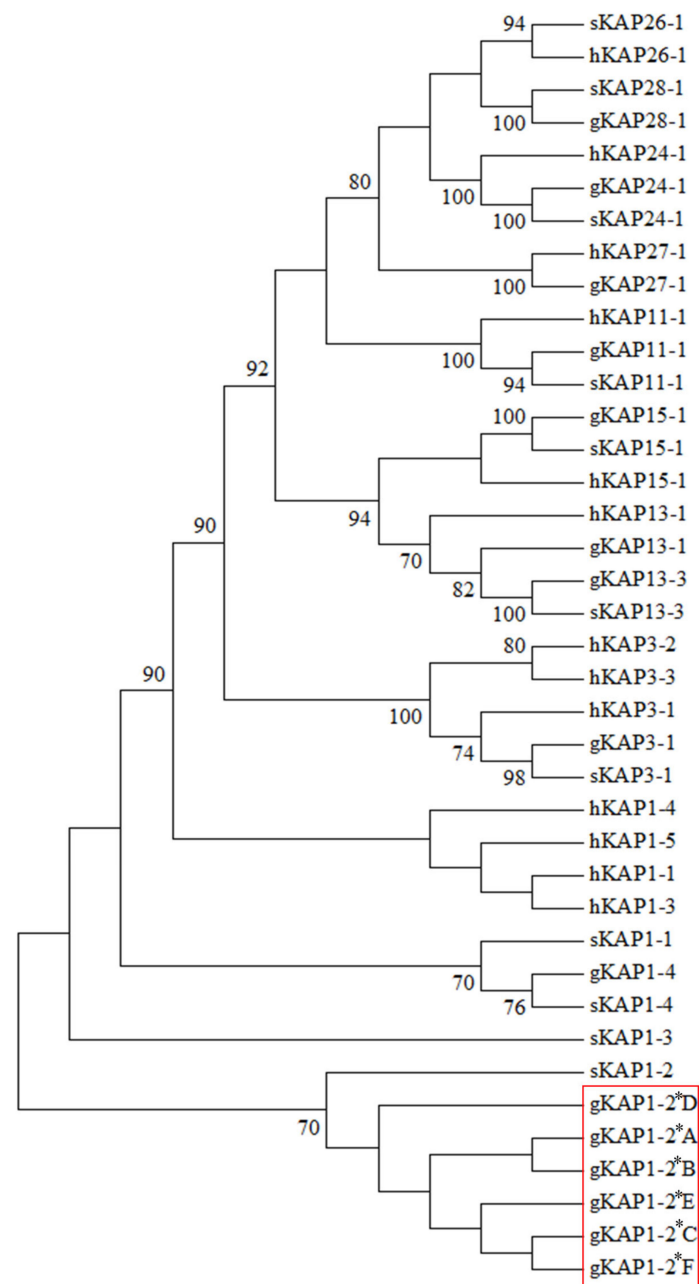 94
sKAP26-1
hKAP26-1
sKAP28-1
100
gKAP28-1
hKAP24-1
80
100
gKAP24-1
100
sKAP24-1
hKAP27-1
100
gKAP27-1
hKAP11-1
92
100
gKAP11-1
94
sKAP11-1
100
gKAP15-1
sKAP15-1
hKAP15-1
90
94
hKAP13-1
70
gKAP13-1
82
gKAP13-3
100
sKAP13-3
80
hKAP3-2
90
hKAP3-3
100
hKAP3-1
74
gKAP3-1
98
sKAP3-1
hKAP1-4
hKAP1-5
hKAP1-1
hKAP1-3
sKAP1-1
70
gKAP1-4
76
sKAP1-4
sKAP1-3
sKAP1-2
70
gKAP1-2*D
gKAP1-2*A
gKAP1-2*B
gKAP1-2*E
gKAP1-2*C
gKAP1-2*F